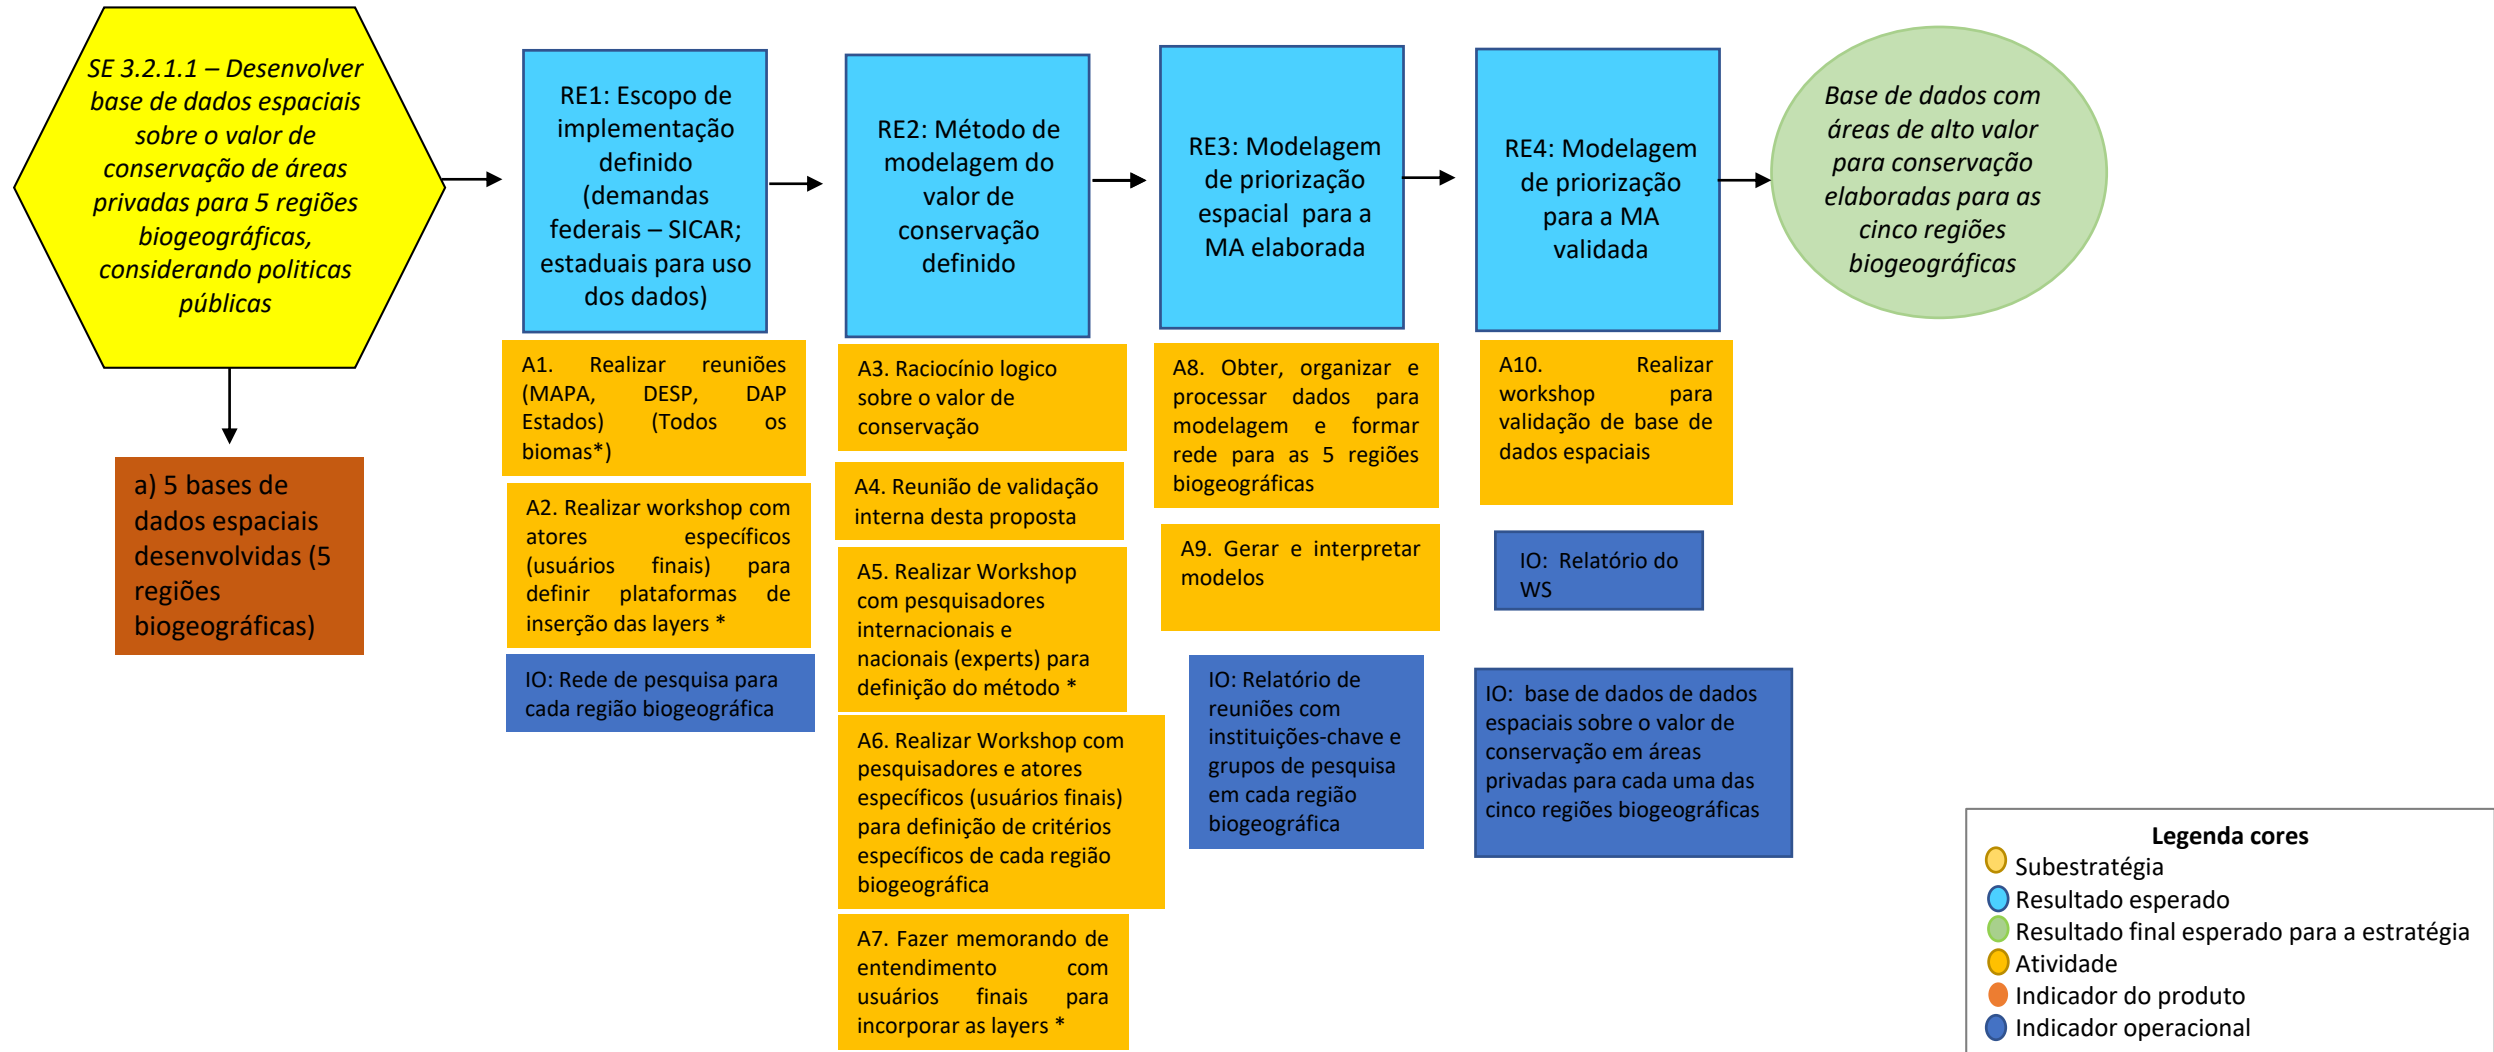 SE 3.2.1.1 – Desenvolver
base de dados espaciais
sobre o valor de
conservação de áreas
privadas para 5 regiões
biogeográficas,
considerando politicas
públicas
a) 5 bases de
dados espaciais
desenvolvidas (5
regiões
biogeográficas)
RE1: Escopo de
implementação
definido
(demandas
federais – SICAR;
estaduais para uso
dos dados)
A1. Realizar reuniões
(MAPA, DESP, DAP
Estados) (Todos os
biomas*)
A2. Realizar workshop com
atores específicos
(usuários finais) para
definir plataformas de
inserção das layers *
IO: Rede de pesquisa para
cada região biogeográfica
RE2: Método de
modelagem do
valor de
conservação
definido
A3. Raciocínio logico
sobre o valor de
conservação
A4. Reunião de validação
interna desta proposta
A5. Realizar Workshop
com pesquisadores
internacionais e
nacionais (experts) para
definição do método *
A6. Realizar Workshop com
pesquisadores e atores
específicos (usuários finais)
para definição de critérios
específicos de cada região
biogeográfica
A7. Fazer memorando de
entendimento com
usuários finais para
incorporar as layers *
RE3: Modelagem
de priorização
espacial para a
MA elaborada
A8. Obter, organizar e
processar dados para
modelagem e formar
rede para as 5 regiões
biogeográficas
A9. Gerar e interpretar
modelos
IO: Relatório de
reuniões com
instituições-chave e
grupos de pesquisa
em cada região
biogeográfica
RE4: Modelagem
de priorização
para a MA
validada
A10. Realizar
workshop para
validação de base de
dados espaciais
IO: Relatório do
WS
IO: base de dados de dados
espaciais sobre o valor de
conservação em áreas
privadas para cada uma das
cinco regiões biogeográficas
Base de dados com
áreas de alto valor
para conservação
elaboradas para as
cinco regiões
biogeográficas
Legenda cores
Subestratégia
Resultado esperado
Resultado final esperado para a estratégia
Atividade
Indicador do produto
Indicador operacional